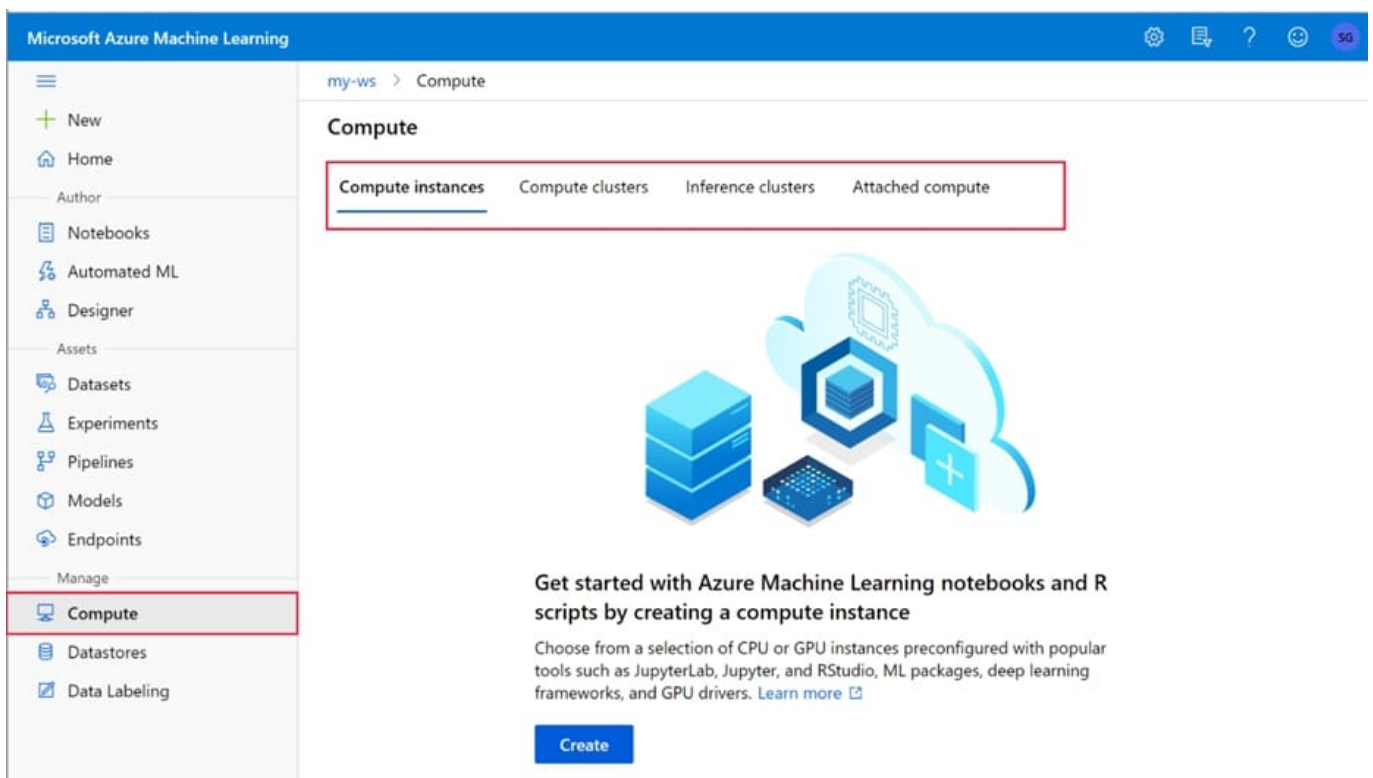 Microsoft Azure Machine Learning
SG
my-ws > Compute
New
Home
Author
Notebooks
Automated ML
Designer
Assets
Datasets
Experiments
Pipelines
Models
Endpoints
Manage
Compute
Datastores
Data Labeling
Compute
Compute instances Compute clusters Inference clusters Attached compute
Get started with Azure Machine Learning notebooks and R
scripts by creating a compute instance
Choose from a selection of CPU or GPU instances preconfigured with popular
tools such as JupyterLab, Jupyter, and RStudio, ML packages, deep learning
frameworks, and GPU drivers. Learn more
Create